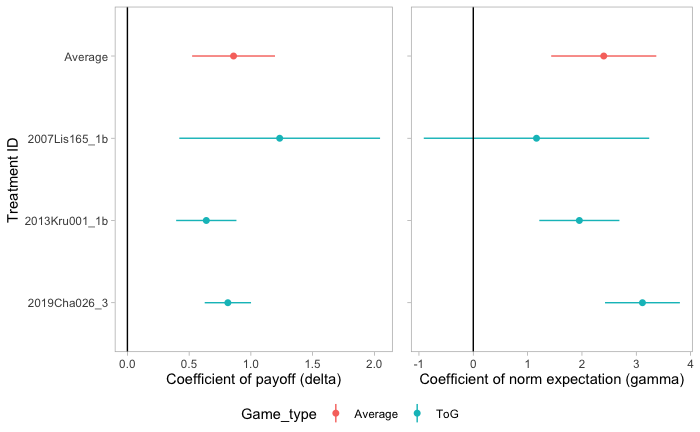 Treatment ID
Average
2007Lis165_1b
2013Kru001_1b
2019Cha026_3
0.0 0.5 1.0 1.5 2.0
Coefficient of payoff (delta)
-1 0 1 2 3 4
Coefficient of norm expectation (gamma)
Game_type Average ToG